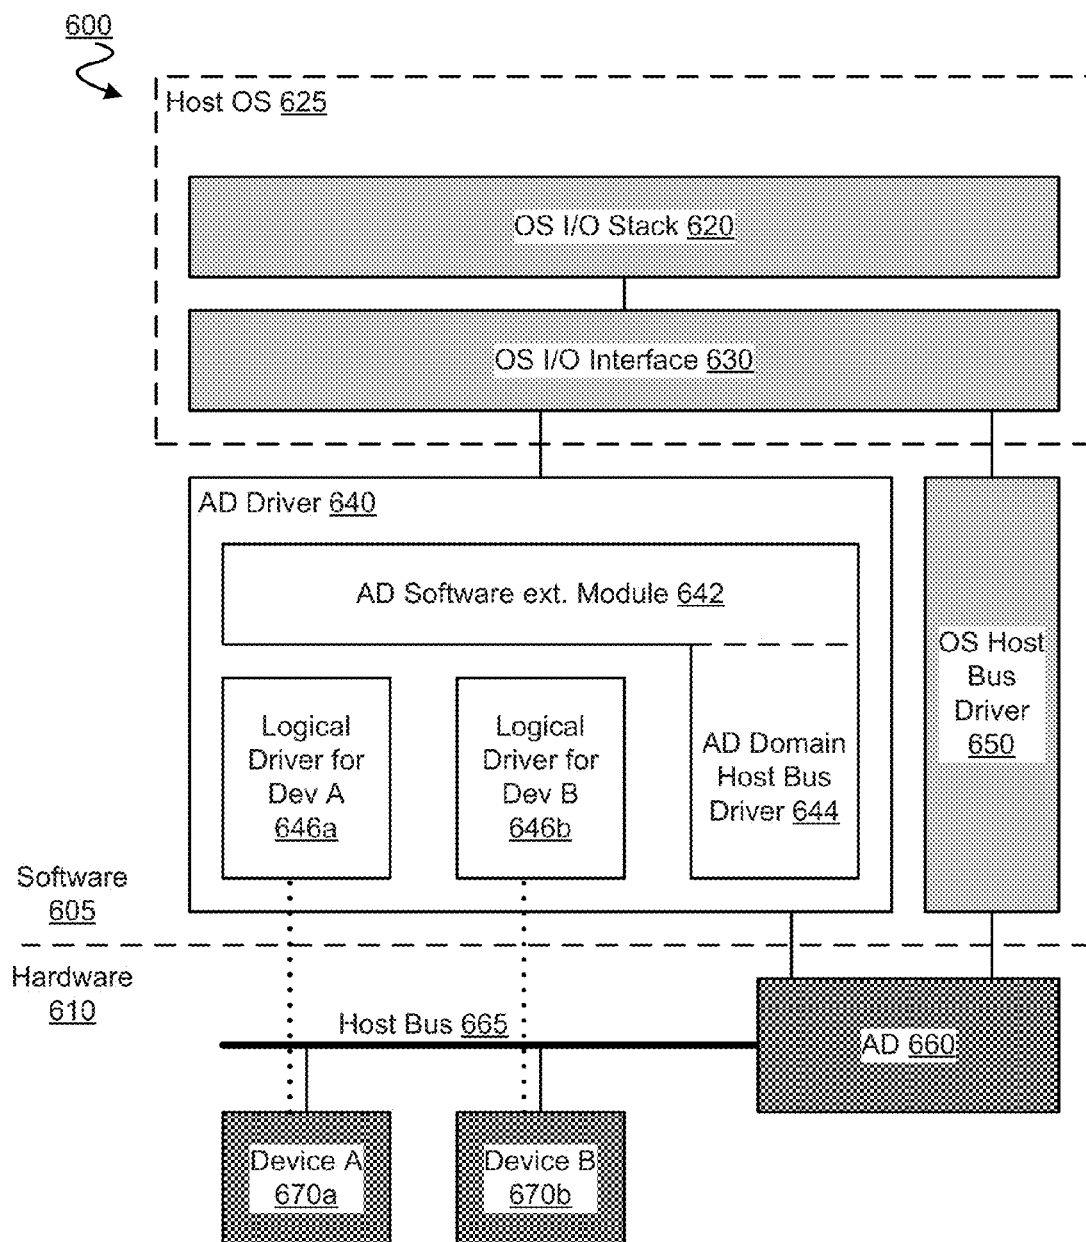 600
Host OS 625
OS I/O Stack 620
OS I/O Interface 630
AD Driver 640
AD Software ext. Module 642
Logical
Driver for
Dev A
646a
Logical
Driver for
Dev B
646b
AD Domain
Host Bus
Driver 644
OS Host
Bus
Driver
650
Software
605
Hardware
610
Host Bus 665
AD 660
Device A
670a
Device B
670b